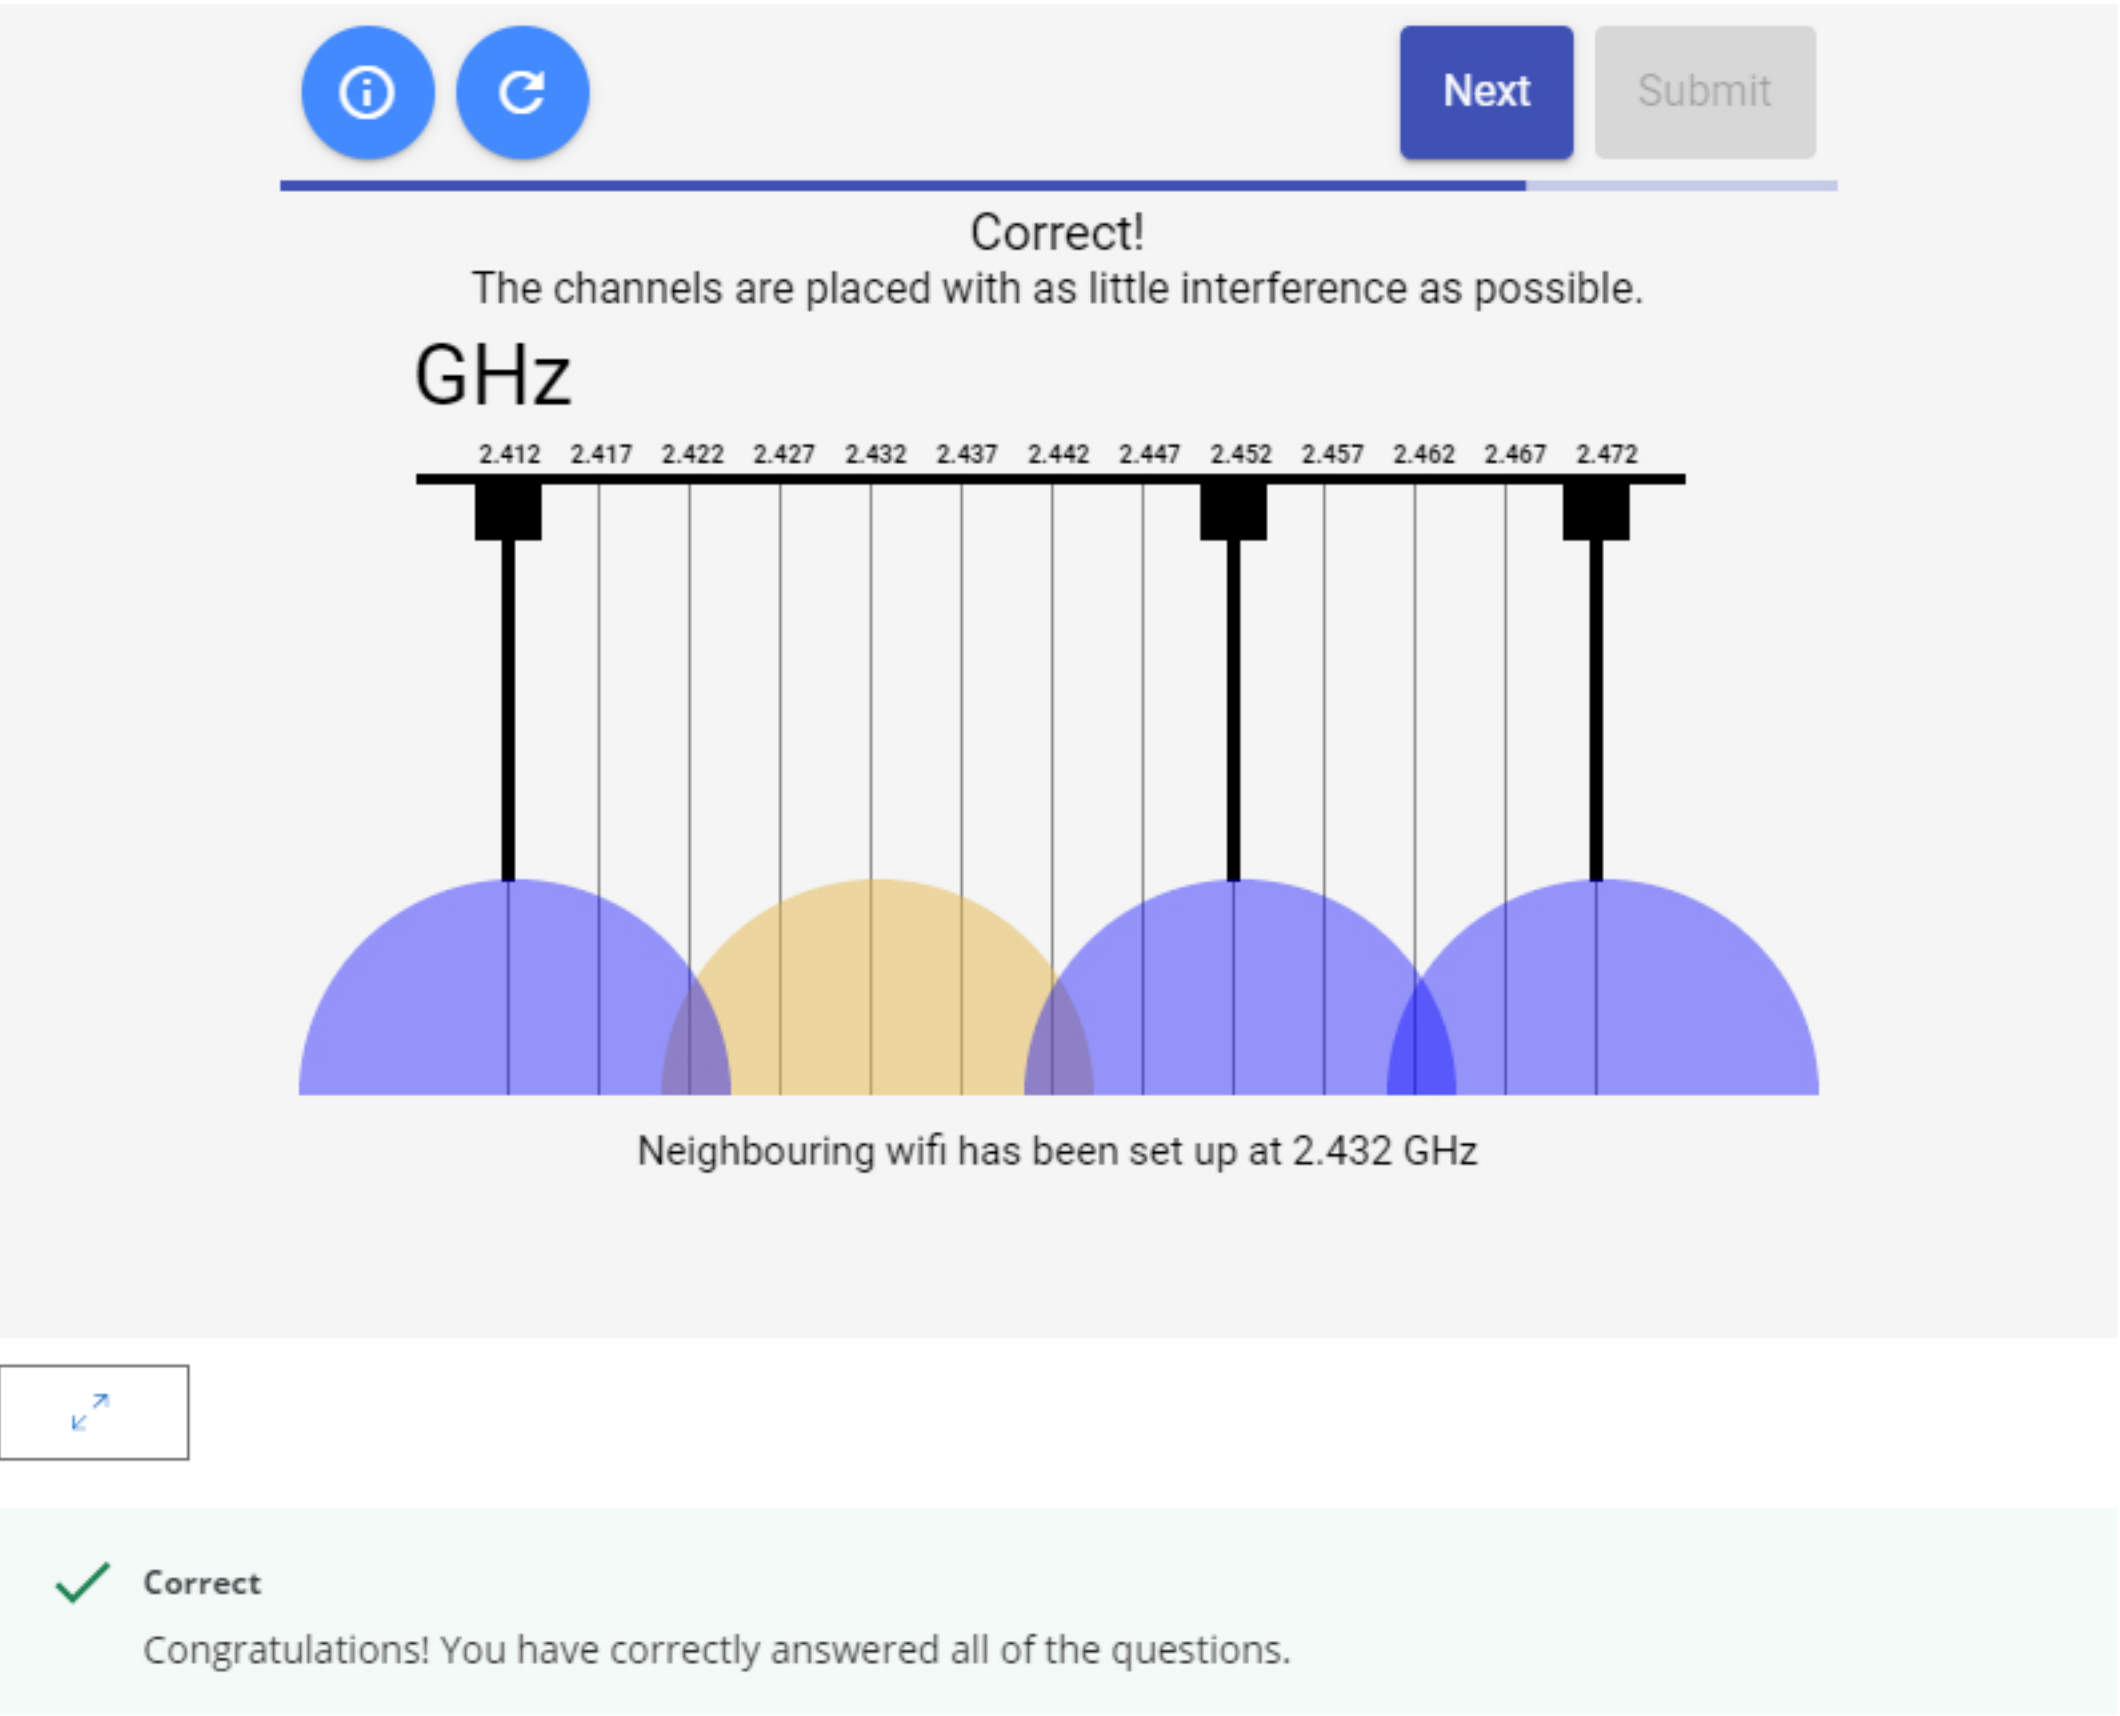 Next
Submit
Correct!
The channels are placed with as little interference as possible.
GHz
2.412 2.417 2.422 2.427 2.432 2.437 2.442 2.447 2.452 2.457 2.462 2.467 2.472
Neighbouring wifi has been set up at 2.432 GHz
Correct
Congratulations! You have correctly answered all of the questions.